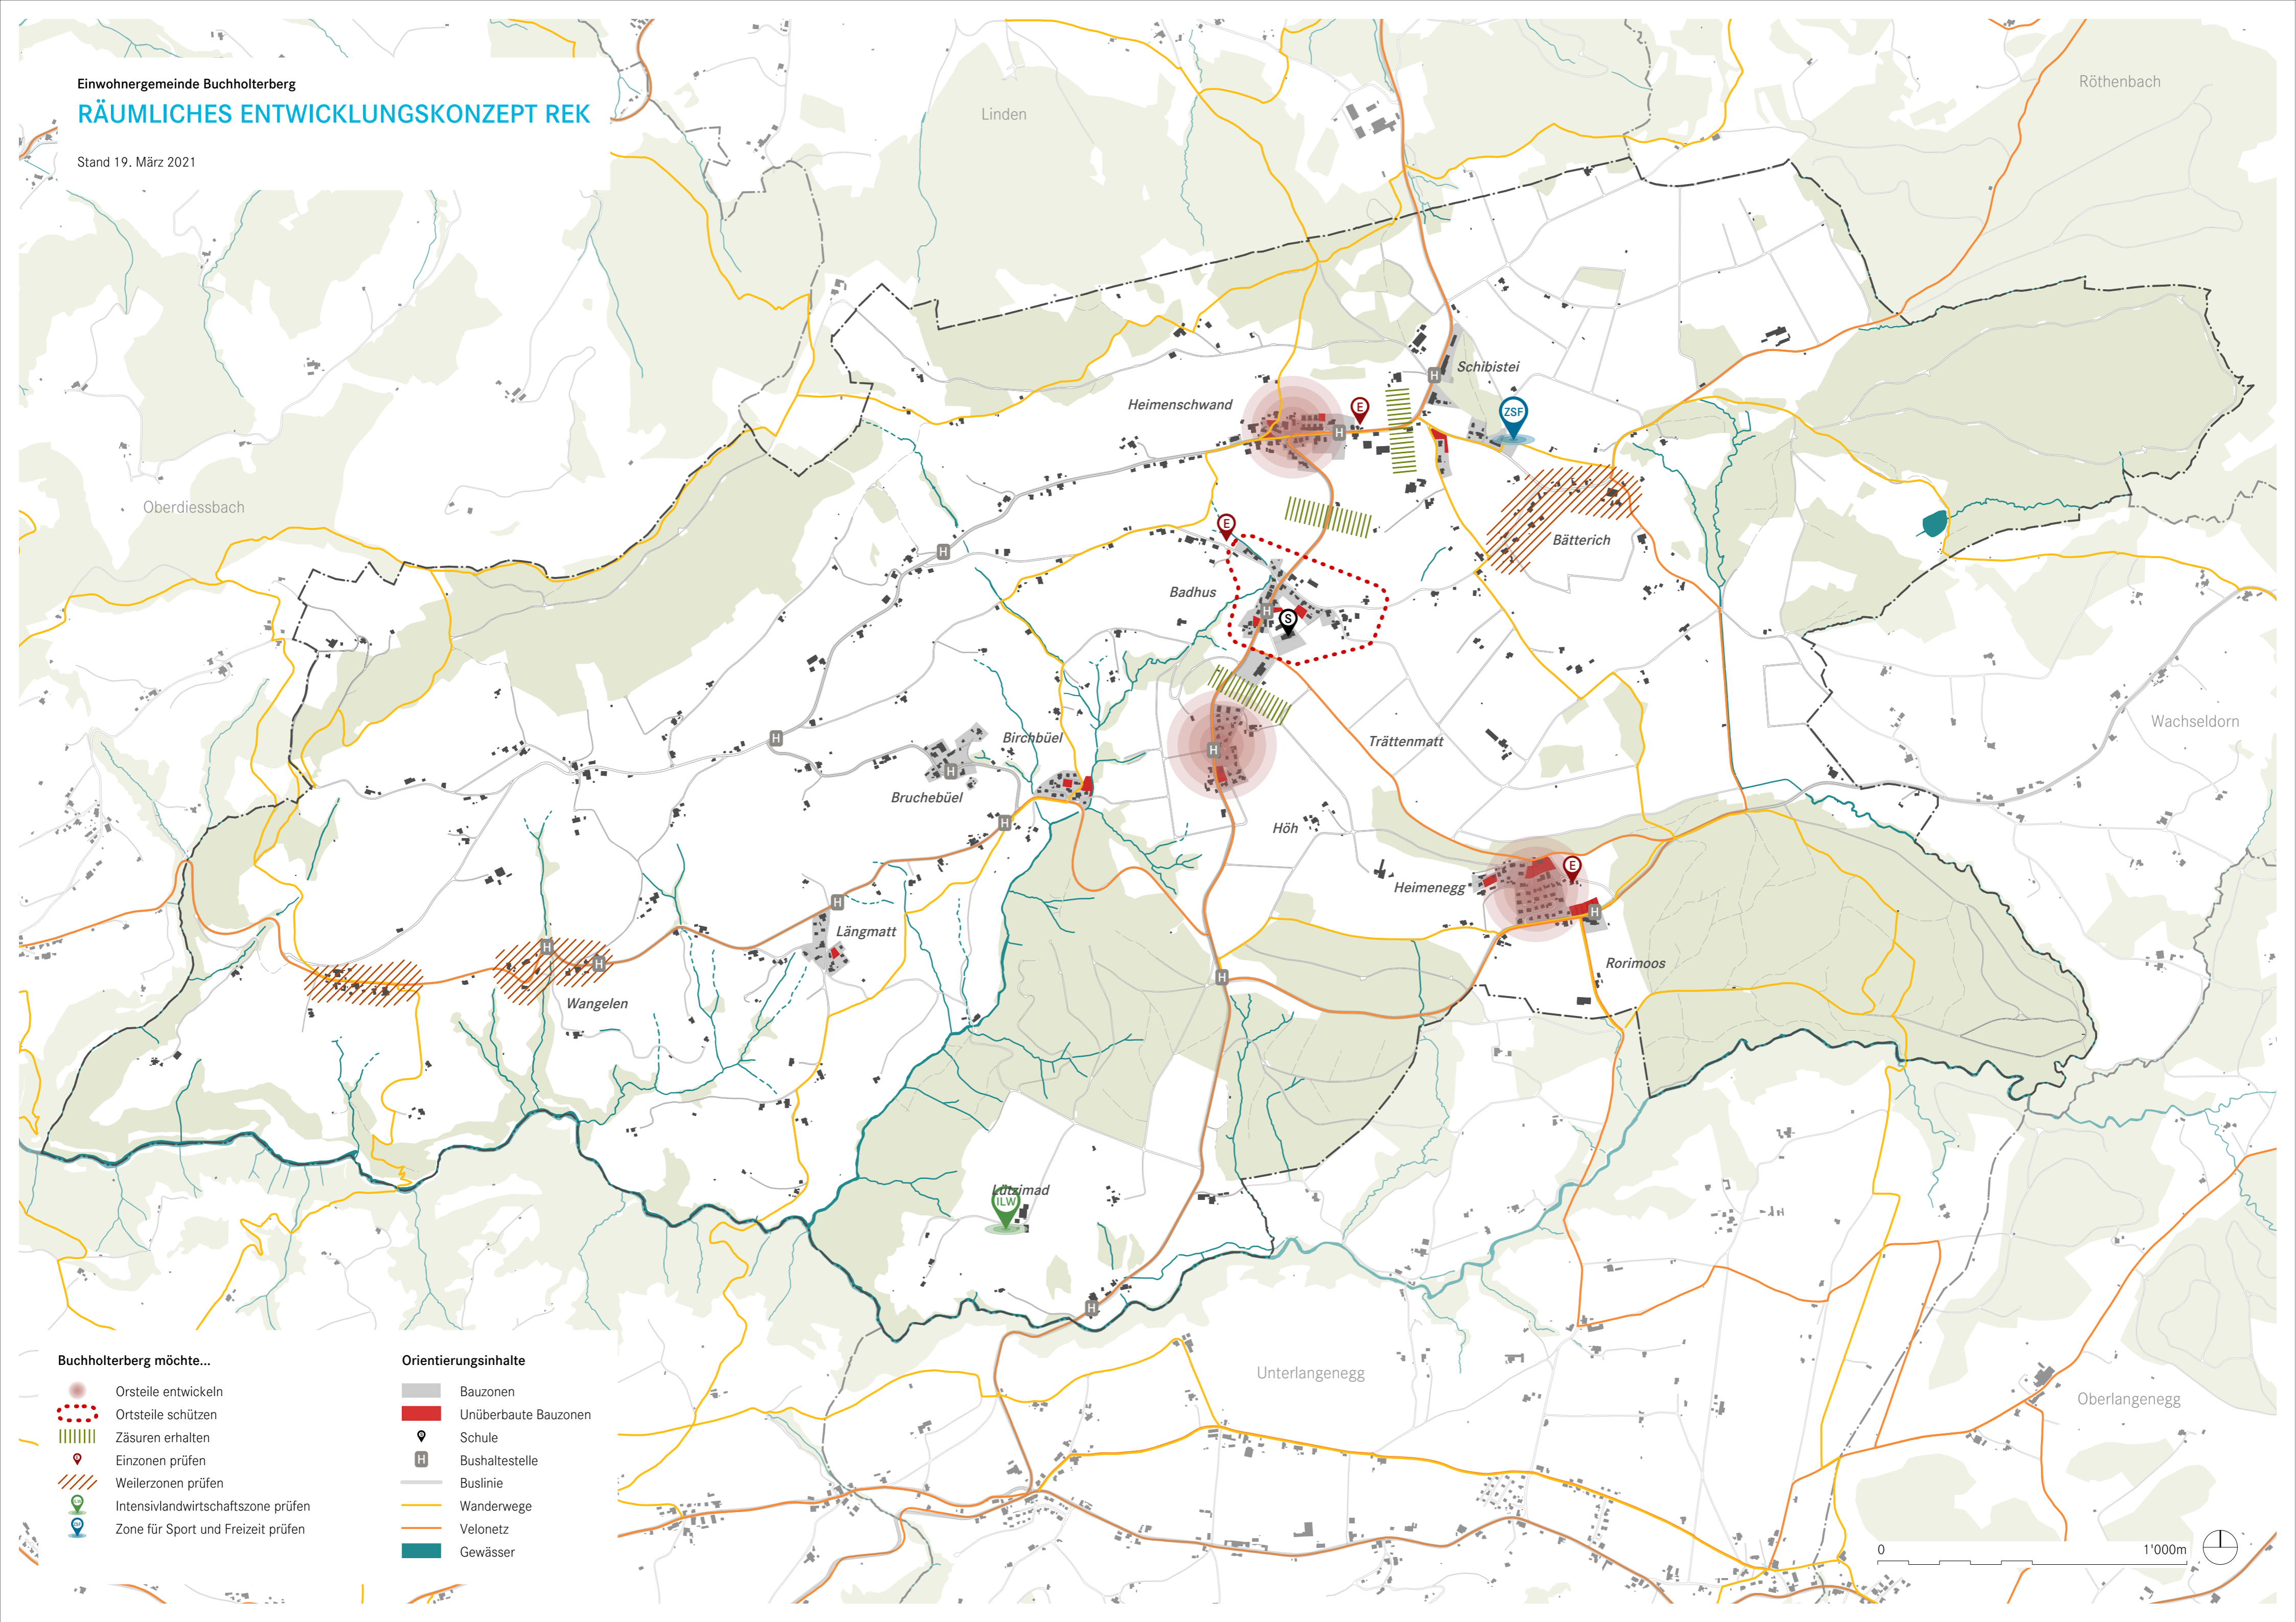 Einwohnergemeinde Buchholterberg
RÄUMLICHES ENTWICKLUNGSKONZEPT REK
Stand 19. März 2021
Röthenbach
Linden
Schibistei
H
Heimenschwand
E
ZSF
H
Oberdiessbach
E
Bätterich
H
Badhus
H
S
Wachseldorn
H
Birchbüel
Trättenmatt
H
H
Bruchebüel
H
Höh
E
Heimenegg
H
H
Längmatt
H
H
Rorimoos
H
Wangelen
Lützimad
ILW
H
Unterlangenegg
Oberlangenegg
Buchholterberg möchte...
Orsteile entwickeln
Ortsteile schützen
Zäsuren erhalten
Einzonen prüfen
Weilerzonen prüfen
ILW
Intensivlandwirtschaftszone prüfen
ZSF
Zone für Sport und Freizeit prüfen
Orientierungsinhalte
Bauzonen
Unüberbaute Bauzonen
Schule
H
Bushaltestelle
Buslinie
Wanderwege
Velonetz
Gewässer
0
1'000m